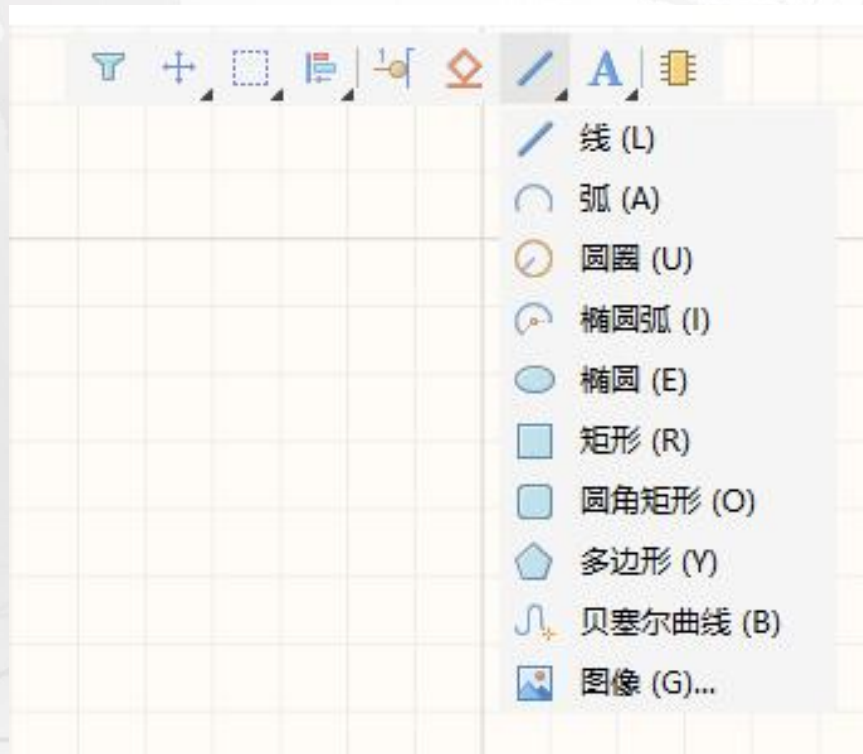 A
线 (L)
弧 (A)
圆圈 (U)
椭圆弧 (I)
椭圆 (E)
矩形 (R)
圆角矩形 (O)
多边形 (Y)
贝塞尔曲线 (B)
图像 (G)...